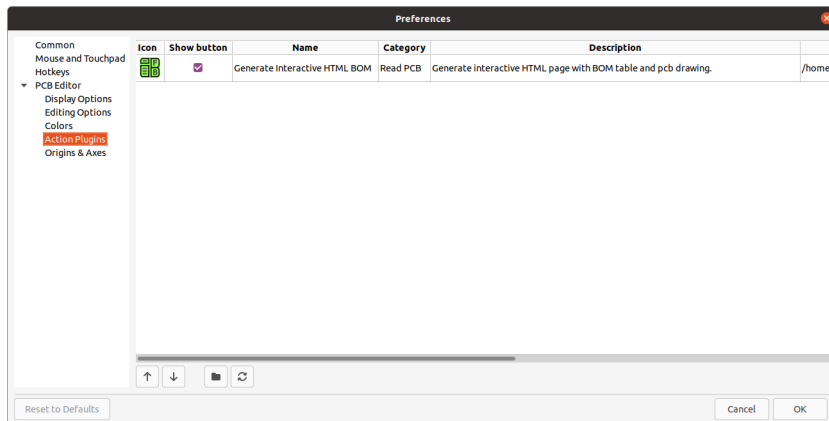 Preferences
Common
Mouse and Touchpad
Hotkeys
PCB Editor
Display Options
Editing Options
Colors
Action Plugins
Origins & Axes
Icon Show button Name Category Description
Generate Interactive HTML BOM Read PCB Generate interactive HTML page with BOM table and pcb drawing. /home
Reset to Defaults Cancel OK